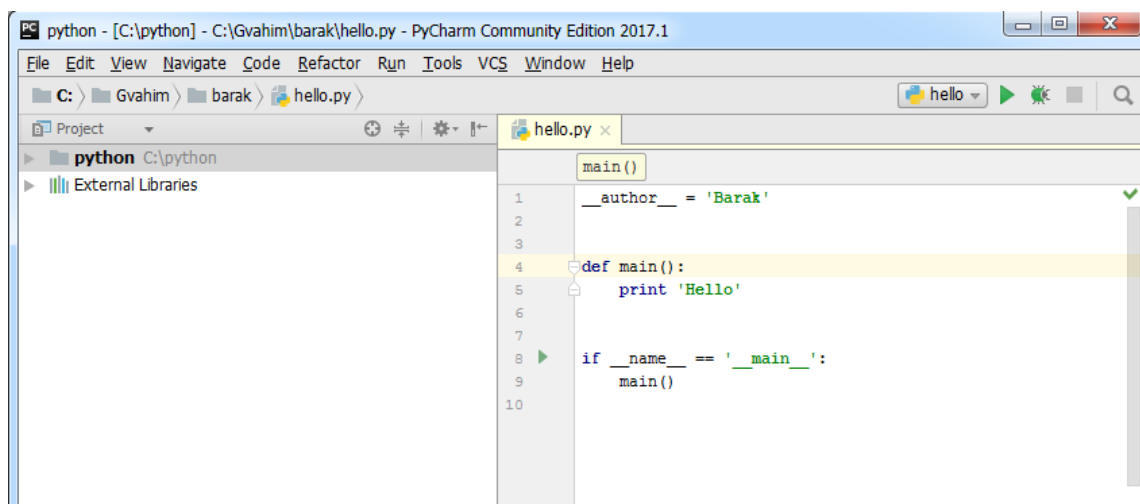 PC python - [C:\python] - C:\Gvahim\barak\hello.py - PyCharm Community Edition 2017.1
File Edit View Navigate Code Refactor Run Tools VCS Window Help
C: Gvahim barak hello.py hello
Project hello.py
python C:\python main()
External Libraries
1 __author__ = 'Barak'
2
3
4 def main():
5 print 'Hello'
6
7
8 if __name__ == '__main__':
9 main()
10